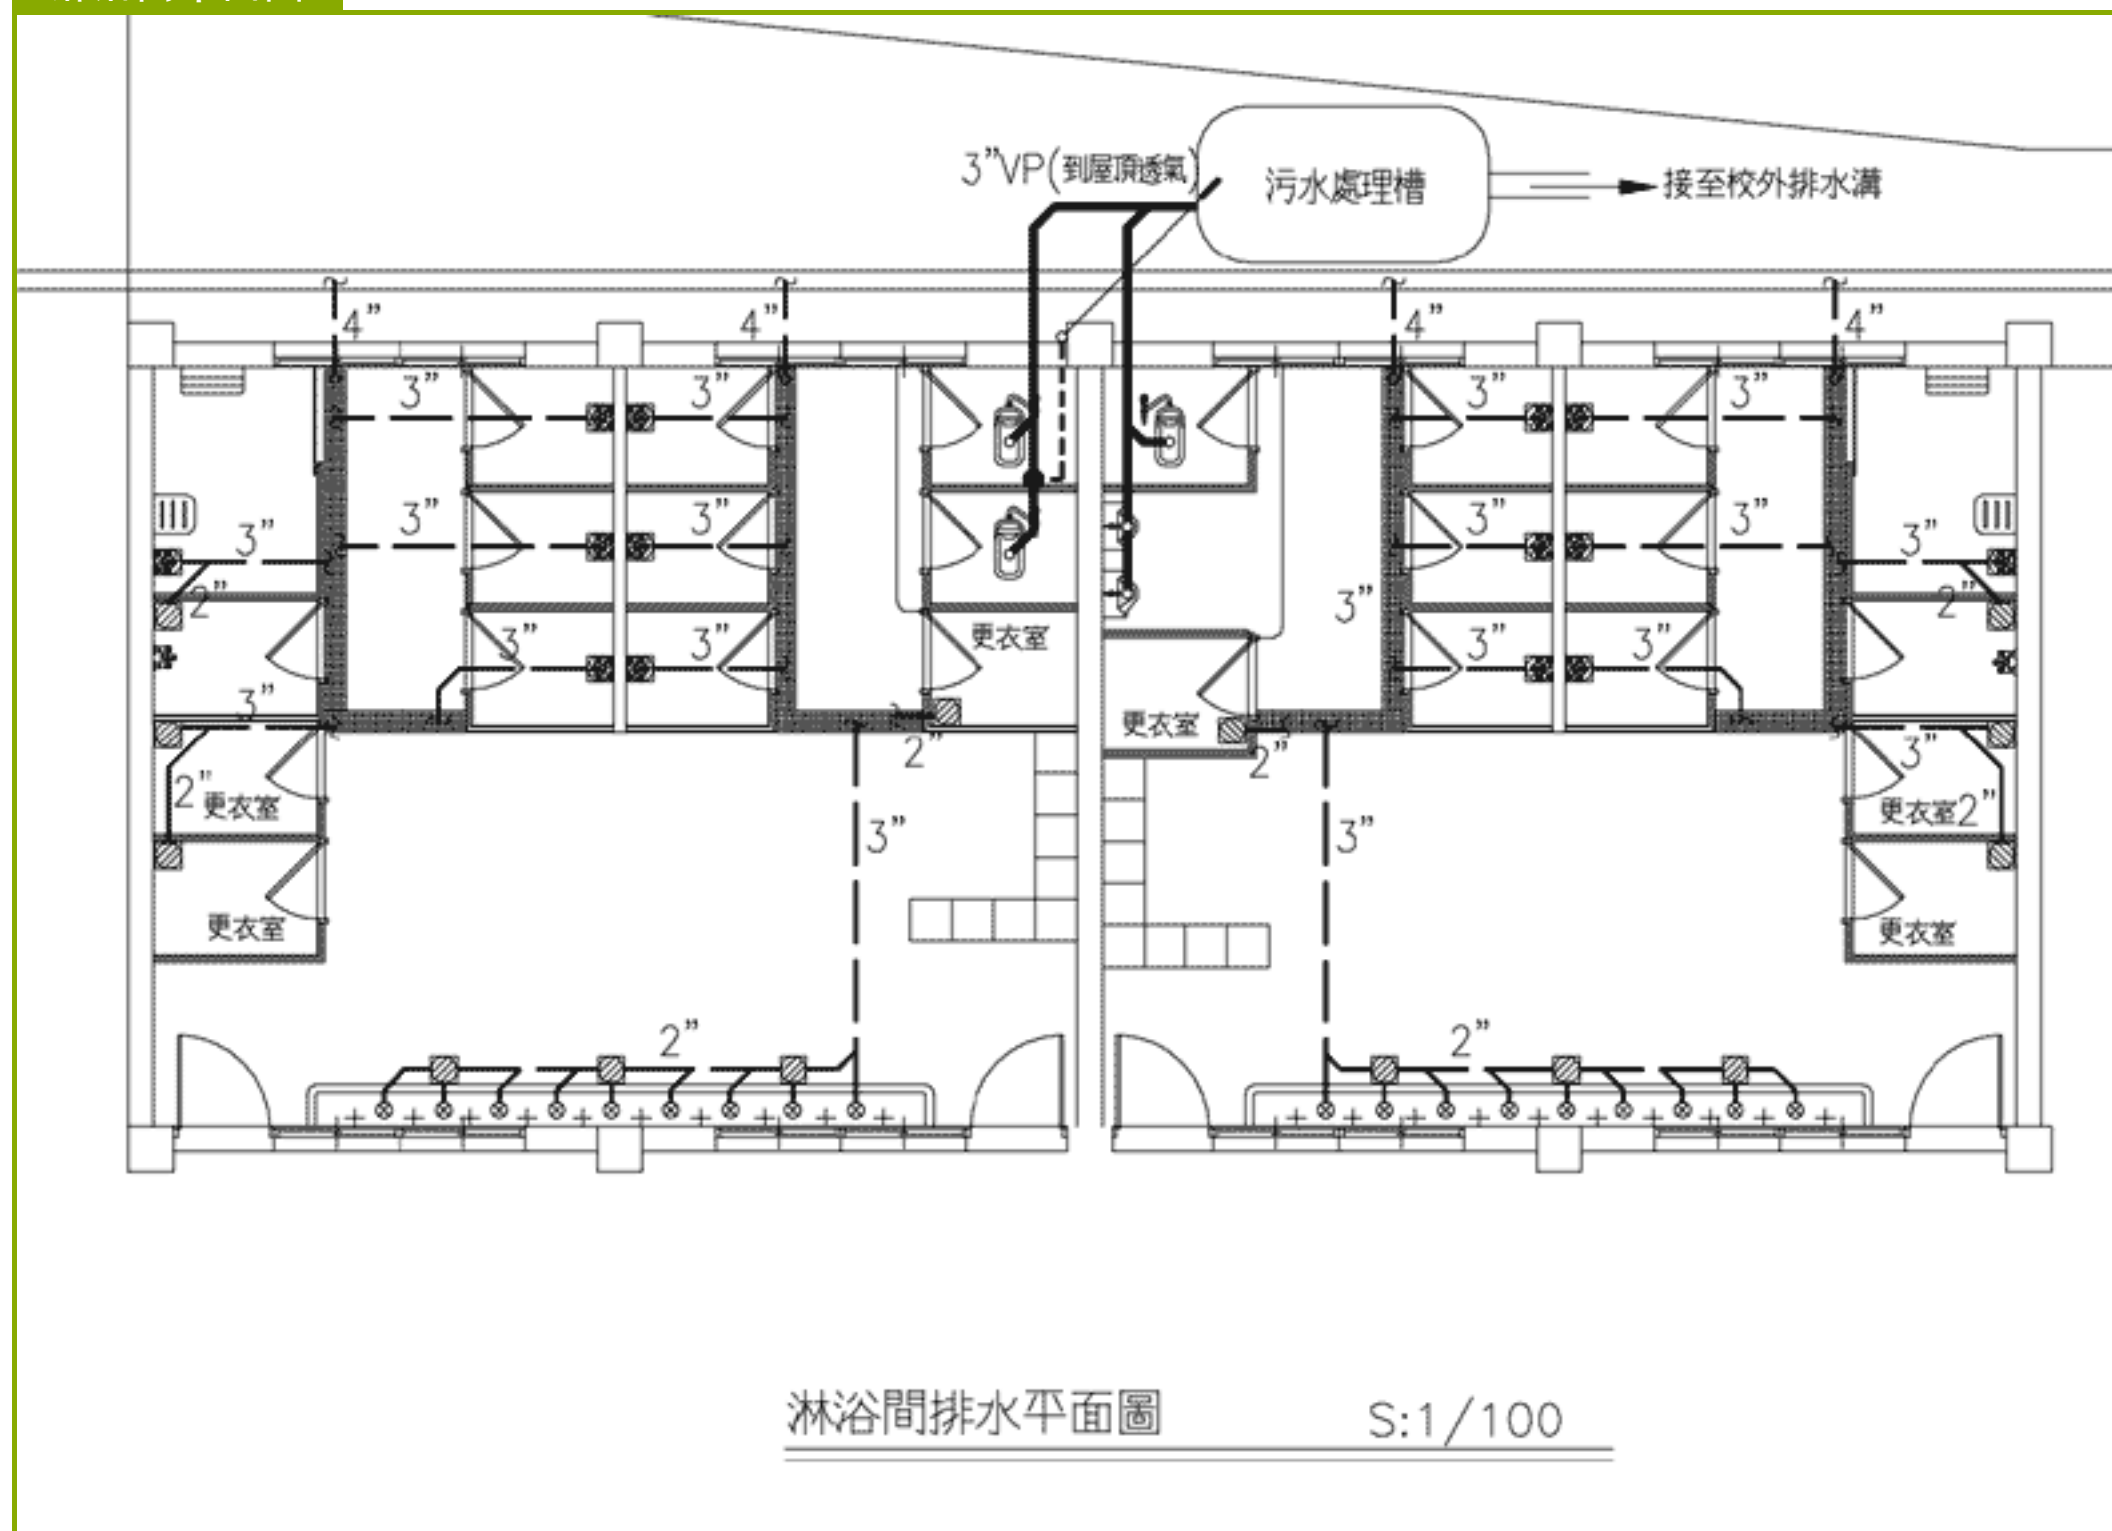 3”VP(到屋頂透氣)
污水處理槽
接至校外排水溝
4” 4” 4” 4”
3” 3” 3” 3”
3” 3” 3” 3”
3” 3”
2” 2”
3”
3” 3” 更衣室 3” 3”
3” 更衣室
2” 2” 3”
2” 更衣室 更衣室 2”
3” 3”
更衣室 更衣室
2” 2”
淋浴間排水平面圖 S:1/100